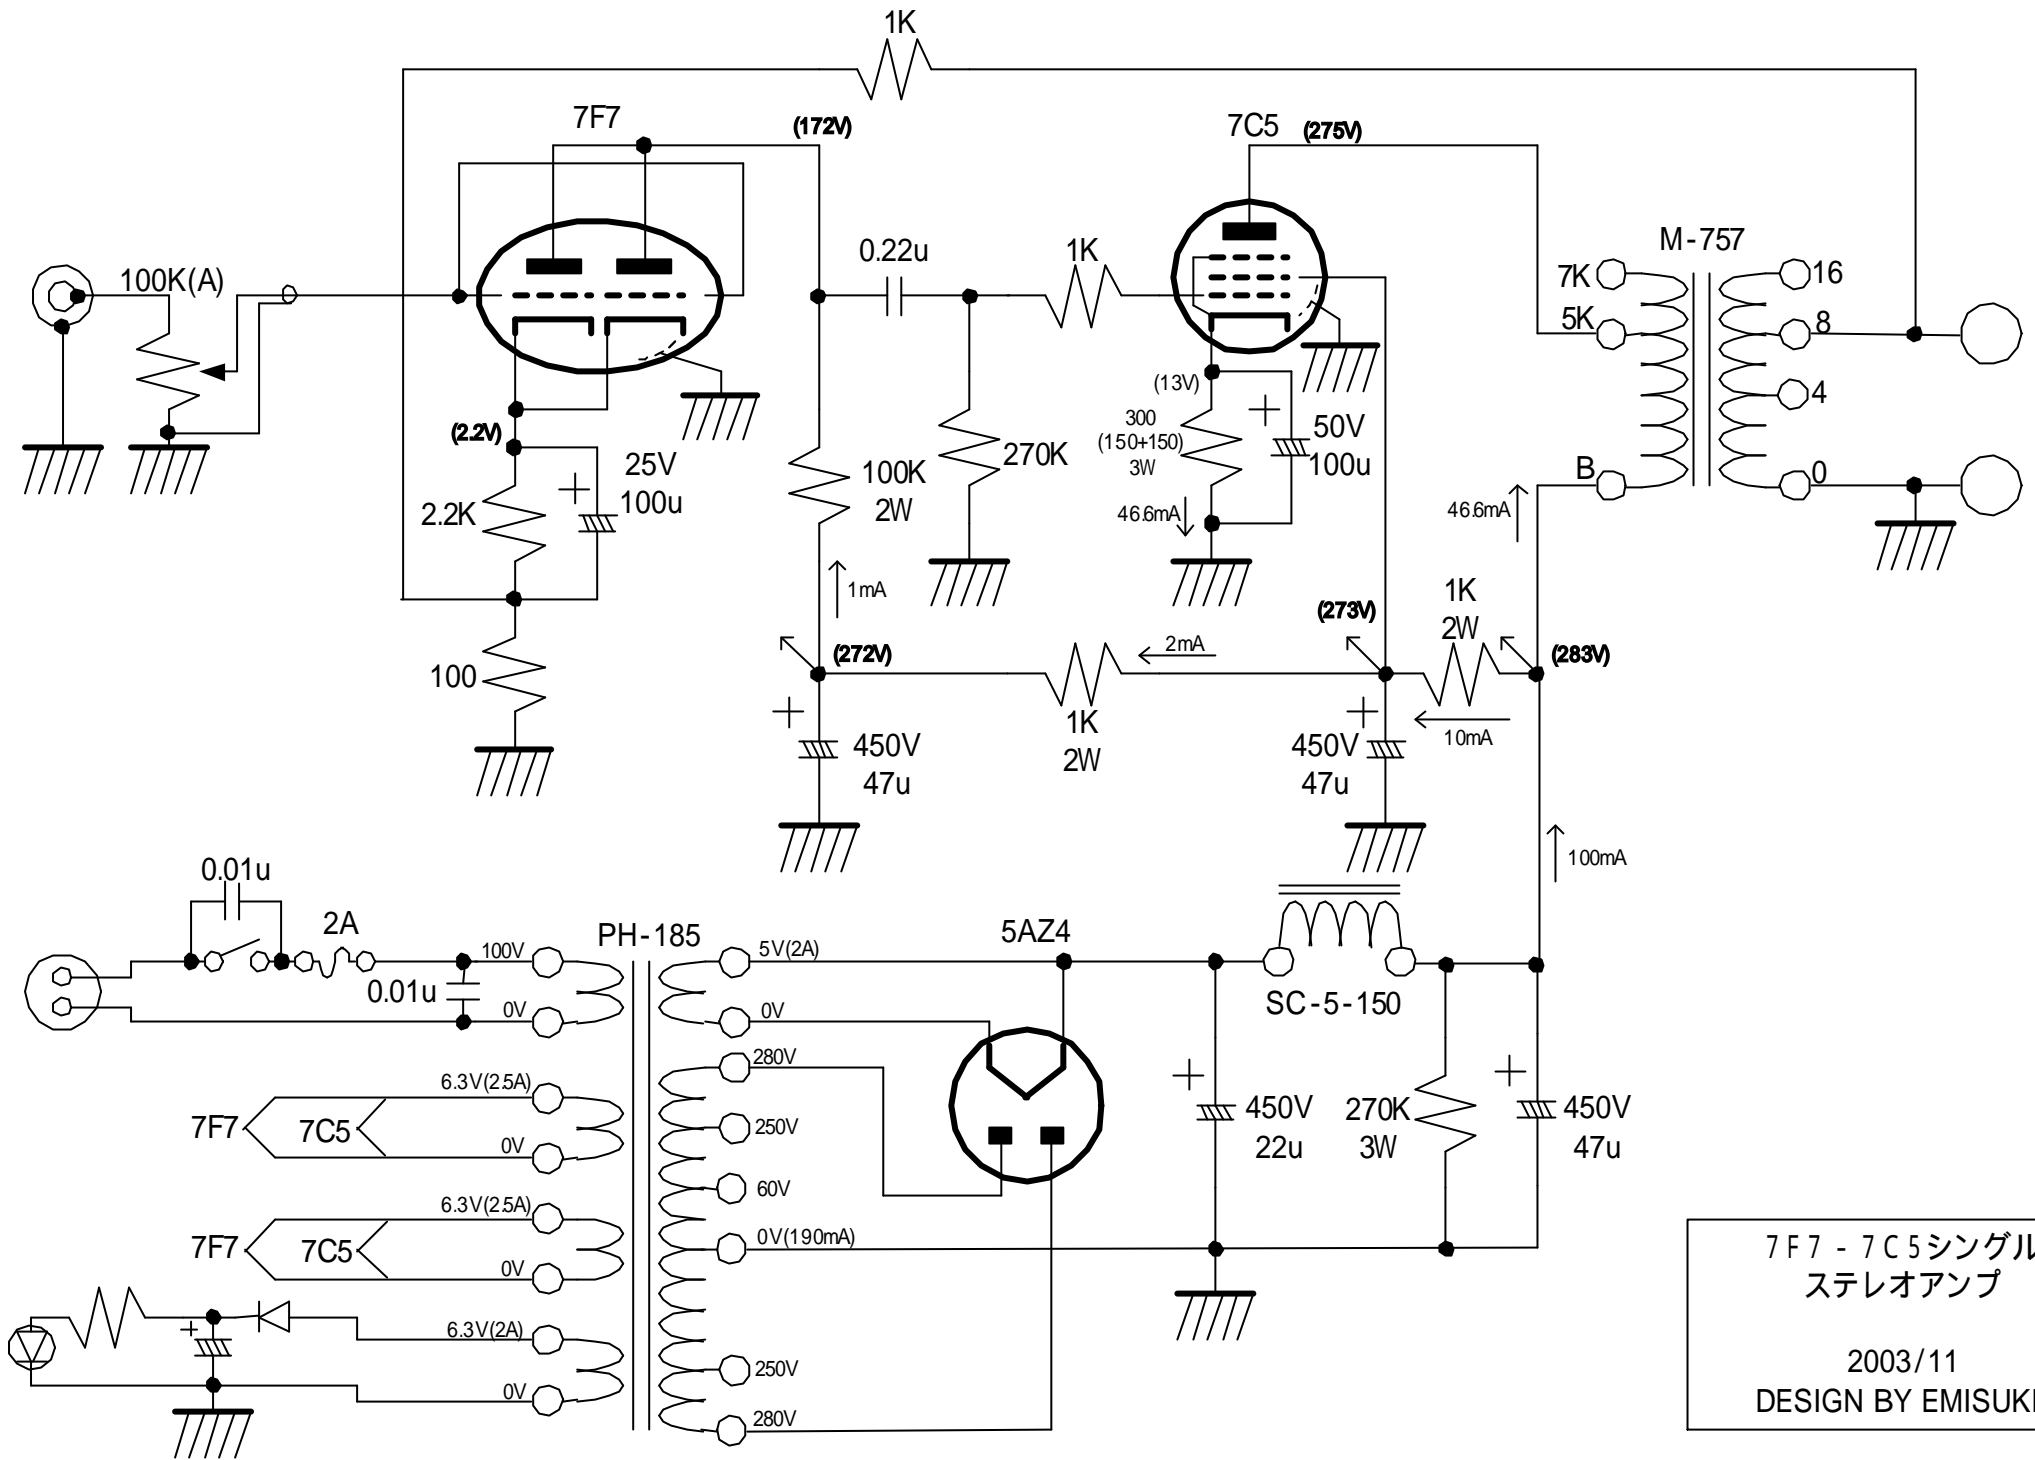 1K
7F7
(172V)
7C5
(275V)
M-757
100K(A)
0.22u
1K
7K
16
5K
8
4
B
0
(2.2V)
25V
100u
2.2K
100K
2W
270K
(13V)
300
(150+150)
3W
50V
100u
46.6mA
46.6mA
1mA
100
(272V)
2mA
1K
2W
(273V)
1K
2W
(283V)
10mA
450V
47u
450V
47u
100mA
0.01u
2A
0.01u
100V
0V
PH-185
5V(2A)
0V
5AZ4
SC-5-150
280V
250V
60V
0V(190mA)
250V
280V
6.3V(2.5A)
7F7
7C5
0V
6.3V(2.5A)
7F7
7C5
0V
6.3V(2A)
0V
450V
22u
270K
3W
450V
47u
7F7-7C5シングル
ステレオアンプ
2003/11
DESIGN BY EMISUKE